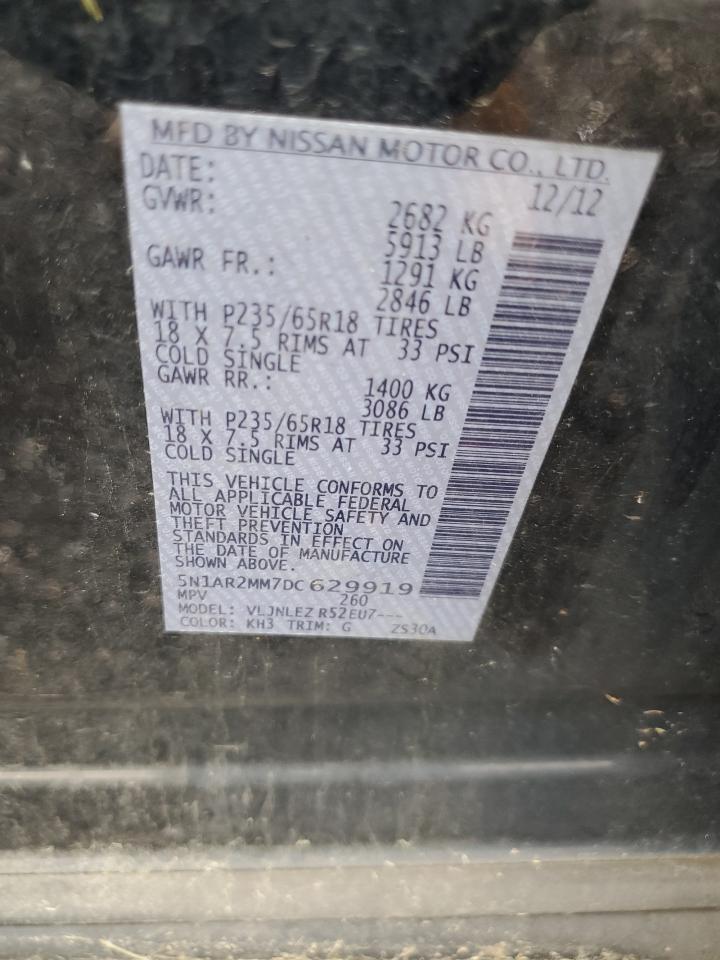 MFD BY NISSAN MOTOR CO., LTD.
DATE: 12/12
GVWR: 2682 KG
5913 LB
GAWR FR.: 1291 KG
2846 LB
WITH P235/65R18 TIRES
18 X 7.5 RIMS AT 33 PSI
COLD SINGLE
GAWR RR.: 1400 KG
3086 LB
WITH P235/65R18 TIRES
18 X 7.5 RIMS AT 33 PSI
COLD SINGLE
THIS VEHICLE CONFORMS TO
ALL APPLICABLE FEDERAL
MOTOR VEHICLE SAFETY AND
THEFT PREVENTION
STANDARDS IN EFFECT ON
THE DATE OF MANUFACTURE
SHOWN ABOVE.
5N1AR2MM7DC 629919
MPV 260
MODEL: VLJNLEZ R52EU7---
COLOR: KH3 TRIM: G ZS30A